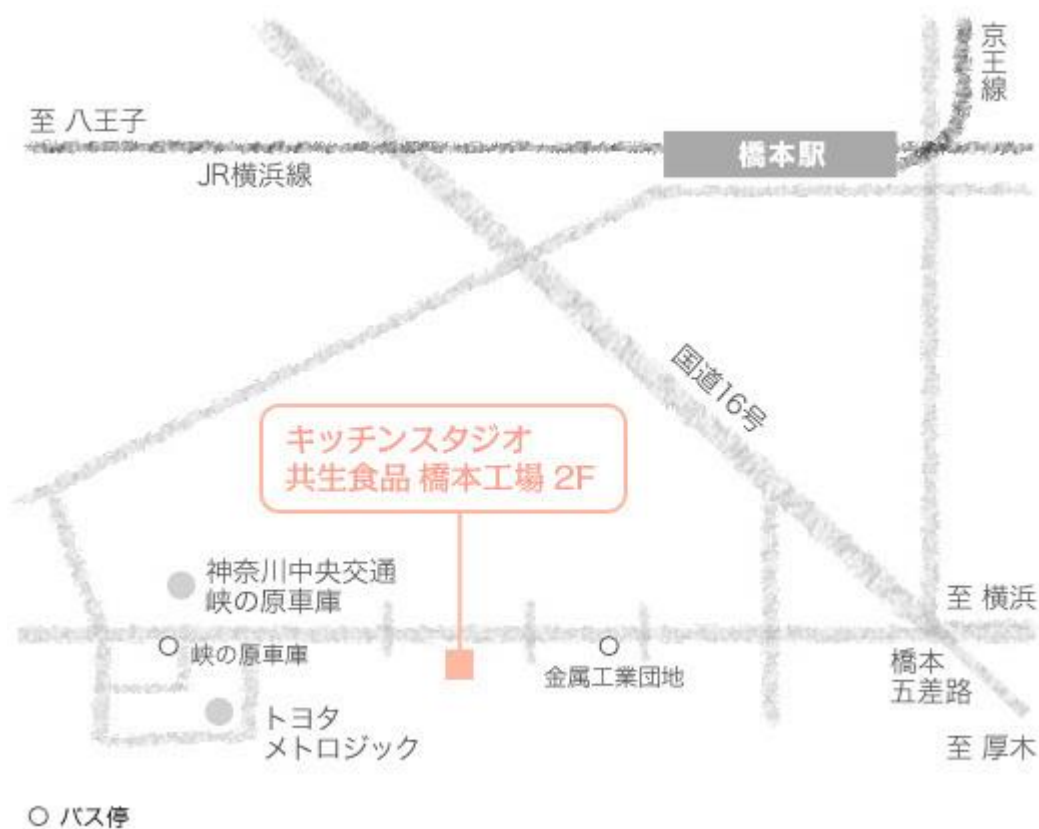 京王線
至 八王子
橋本駅
JR横浜線
国道16号
キッチンスタジオ
共生食品 橋本工場 2F
神奈川中央交通
峡の原車庫
至 横浜
峡の原車庫
金属工業団地
橋本
五差路
トヨタ
メトロジック
至 厚木
バス停